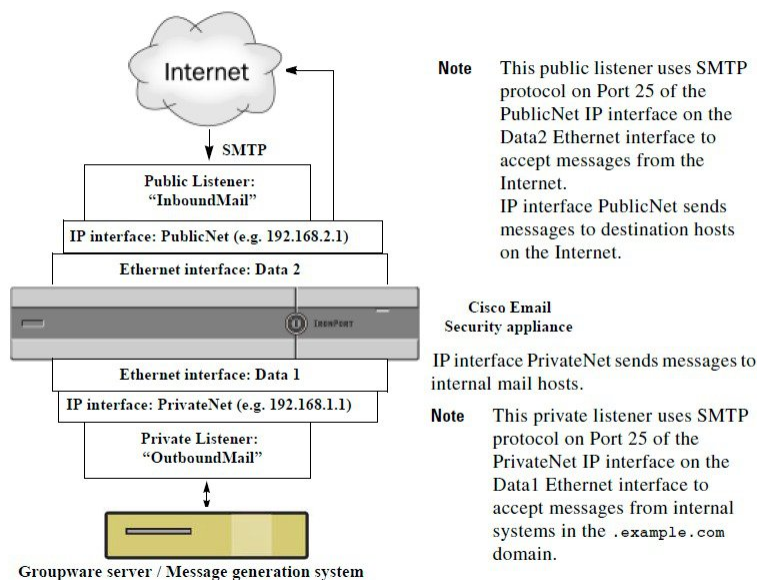 Internet
SMTP
Public Listener:
“InboundMail”
IP interface: PublicNet (e.g. 192.168.2.1)
Ethernet interface: Data 2
IRONPORT
Ethernet interface: Data 1
IP interface: PrivateNet (e.g. 192.168.1.1)
Private Listener:
“OutboundMail”
Groupware server / Message generation system
Note This public listener uses SMTP
protocol on Port 25 of the
PublicNet IP interface on the
Data2 Ethernet interface to
accept messages from the
Internet.
IP interface PublicNet sends
messages to destination hosts
on the Internet.
Cisco Email
Security appliance
IP interface PrivateNet sends messages to
internal mail hosts.
Note This private listener uses SMTP
protocol on Port 25 of the
PrivateNet IP interface on the
Data1 Ethernet interface to
accept messages from internal
systems in the .example.com
domain.